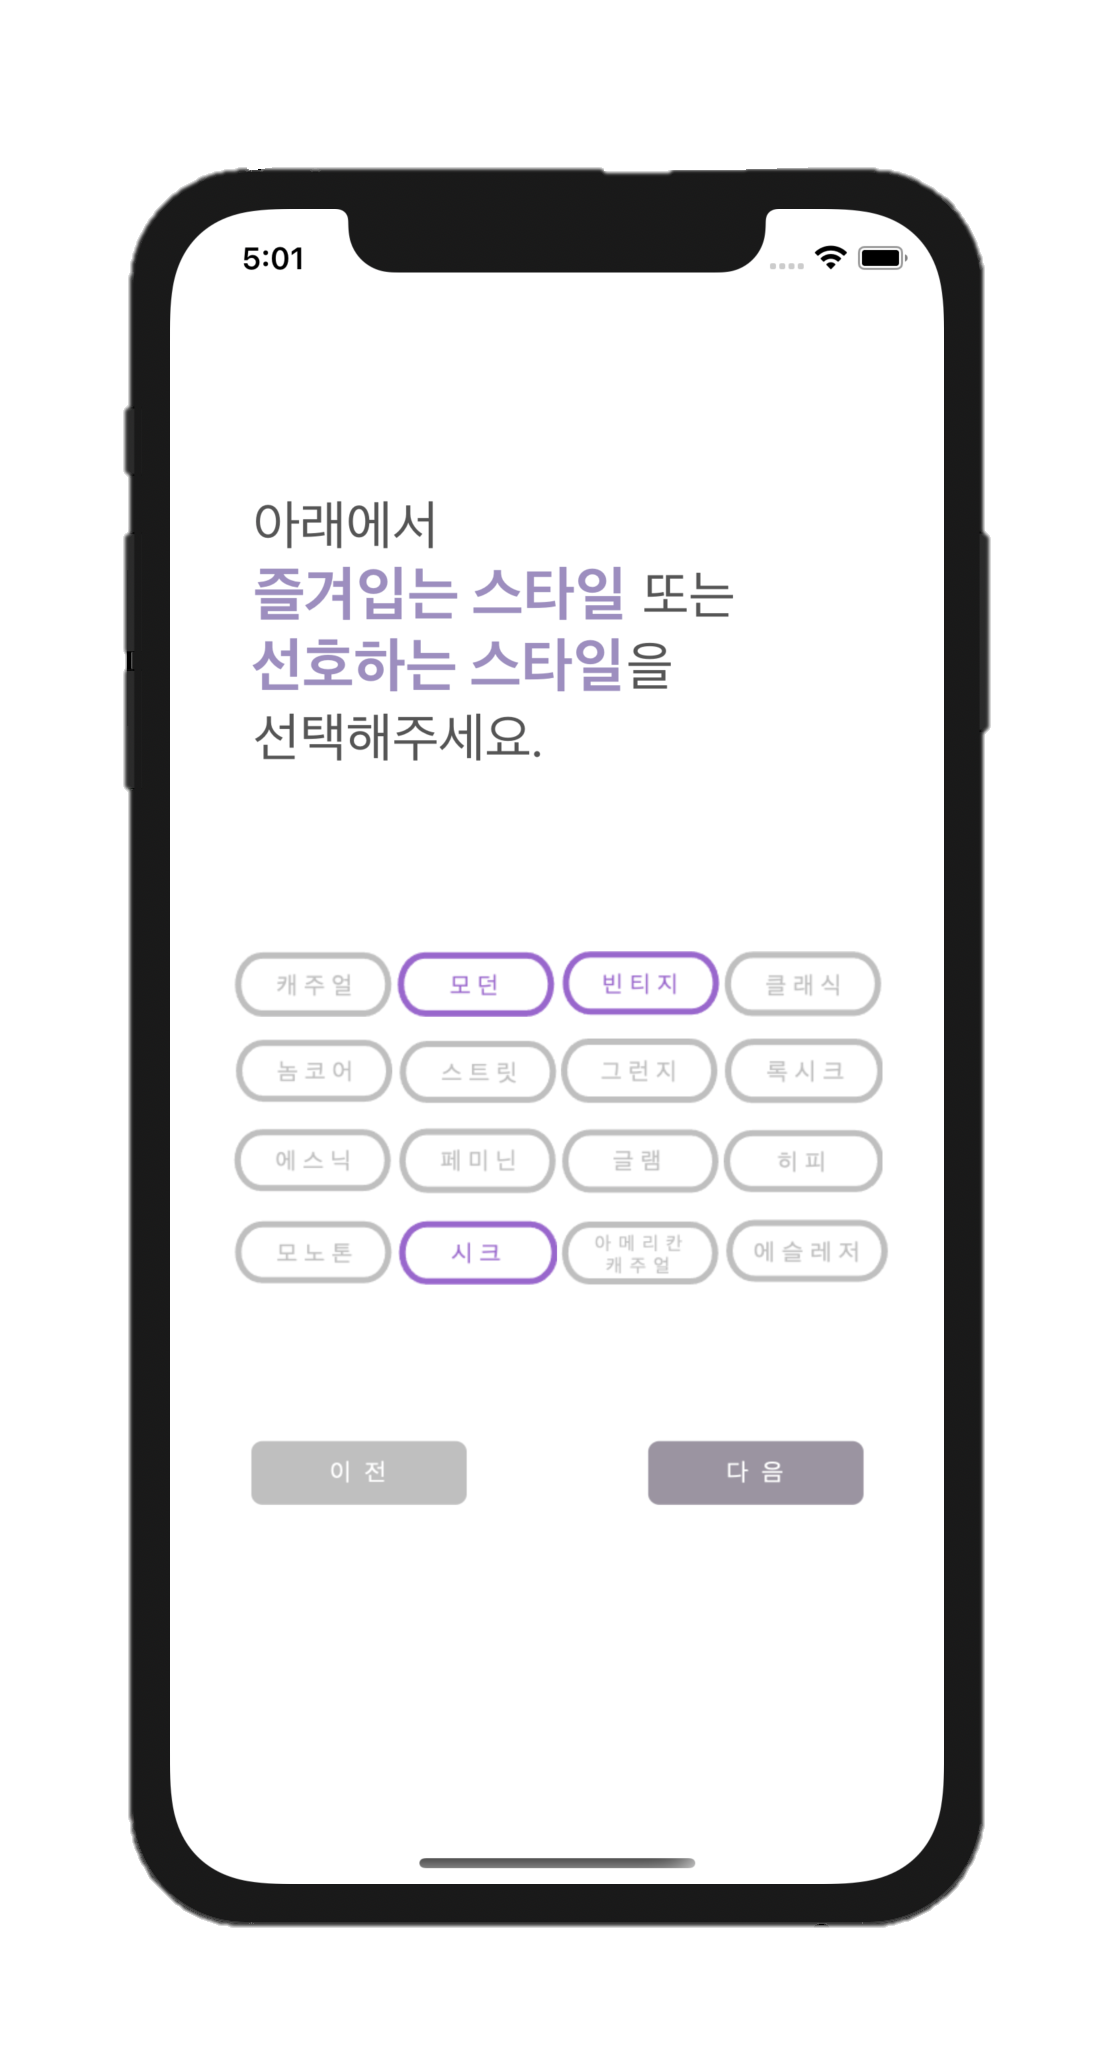 5:01
아래에서
즐겨입는 스타일 또는
선호하는 스타일을
선택해주세요.
캐주얼 모던 빈티지 클래식
놈코어 스트릿 그런지 록시크
에스닉 페미닌 글램 히피
모노톤 시크 아메리칸 캐주얼 에슬레저
이전 다음